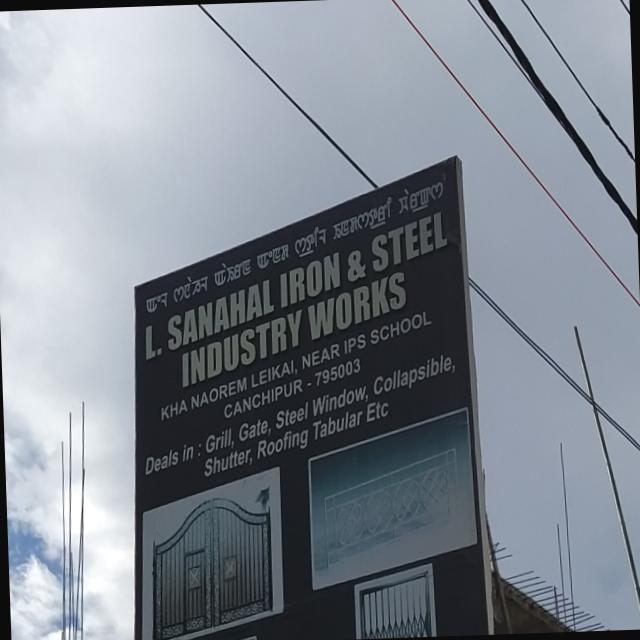 L. SANAHAL IRON & STEEL
INDUSTRY WORKS
KHA NAOREM LEIKAI, NEAR IPS SCHOOL
CANCHIPUR - 795003
Deals in : Grill, Gate, Steel Window, Collapsible,
Shutter, Roofing Tabular Etc